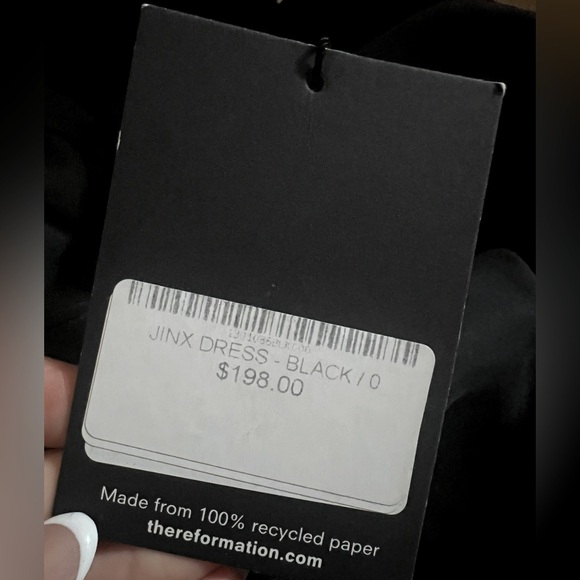 JINX DRESS - BLACK / 0
$198.00
Made from 100% recycled paper
thereformation.com